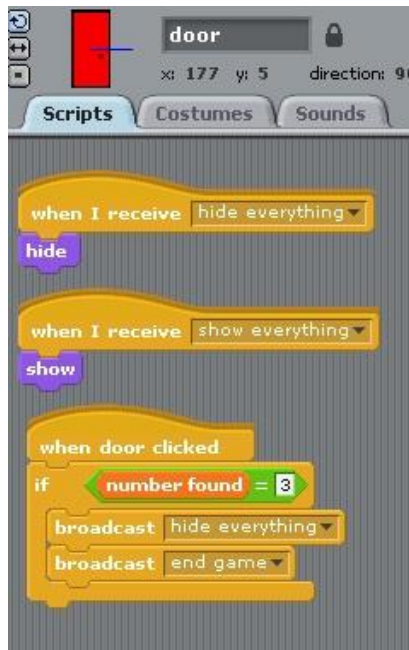 door
x: 177 y: 5 direction: 9
Scripts Costumes Sounds
when I receive hide everything
hide
when I receive show everything
show
when door clicked
if number found = 3
broadcast hide everything
broadcast end game